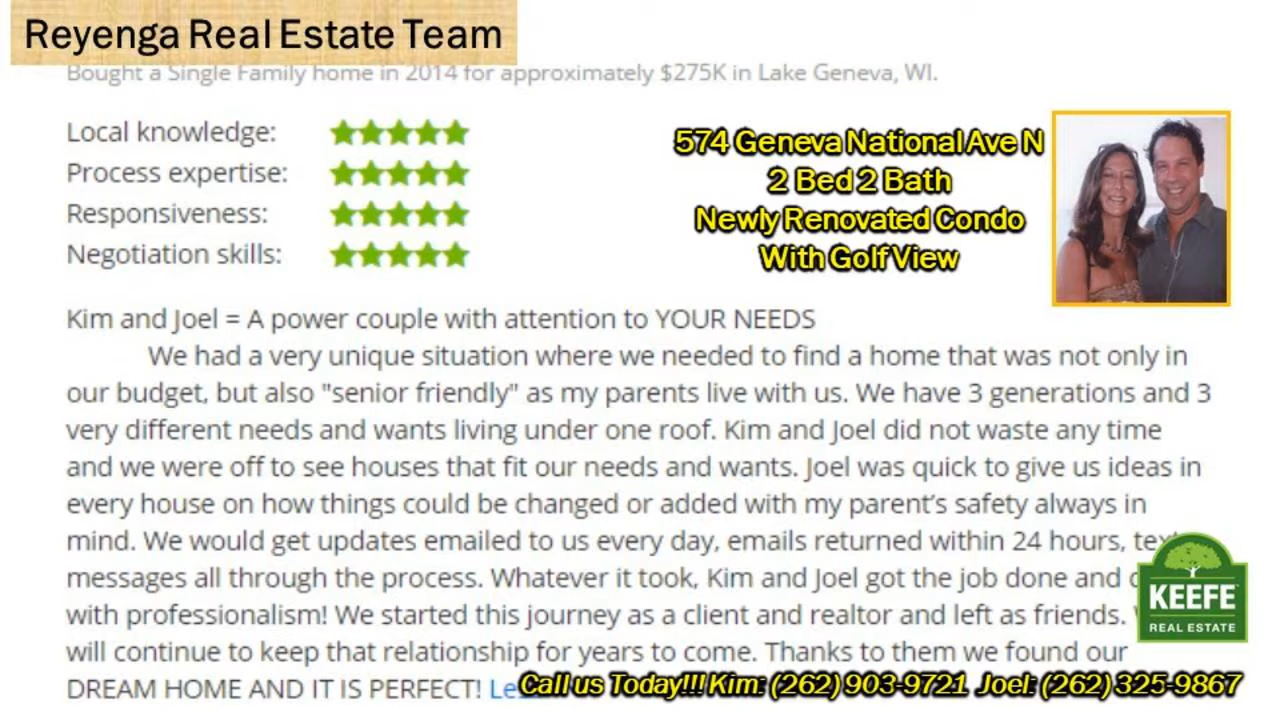 Reyenga Real Estate Team
Bought a Single Family home in 2014 for approximately $275K in Lake Geneva, WI.
Local knowledge:
Process expertise:
Responsiveness:
Negotiation skills:
574 Geneva National Ave N
2 Bed 2 Bath
Newly Renovated Condo
With Golf View
Kim and Joel = A power couple with attention to YOUR NEEDS
We had a very unique situation where we needed to find a home that was not only in
our budget, but also "senior friendly" as my parents live with us. We have 3 generations and 3
very different needs and wants living under one roof. Kim and Joel did not waste any time
and we were off to see houses that fit our needs and wants. Joel was quick to give us ideas in
every house on how things could be changed or added with my parent's safety always in
mind. We would get updates emailed to us every day, emails returned within 24 hours,
messages all through the process. Whatever it took, Kim and Joel got the job done and
with professionalism! We started this journey as a client and realtor and left as friends.
will continue to keep that relationship for years to come. Thanks to them we found our
DREAM HOME AND IT IS PERFECT!
KEEFE
REAL ESTATE
Call us Today!!! Kim: (262) 903-9721 Joel: (262) 325-9867